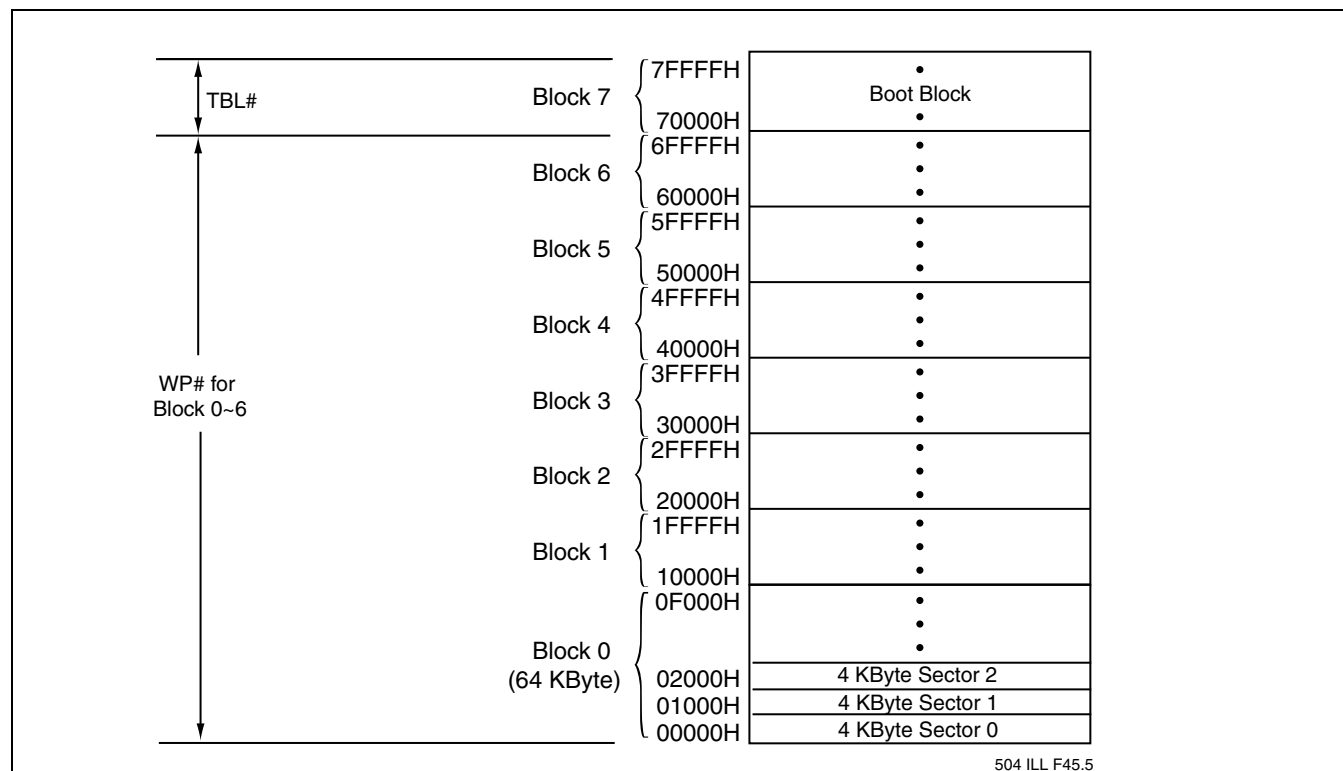 TBL#
Block 7
7FFFFH
Boot Block
70000H
Block 6
6FFFFH
60000H
Block 5
5FFFFH
50000H
Block 4
4FFFFH
40000H
WP# for
Block 0~6
Block 3
3FFFFH
30000H
Block 2
2FFFFH
20000H
Block 1
1FFFFH
10000H
0F000H
Block 0
(64 KByte)
02000H
4 KByte Sector 2
01000H
4 KByte Sector 1
00000H
4 KByte Sector 0
504 ILL F45.5